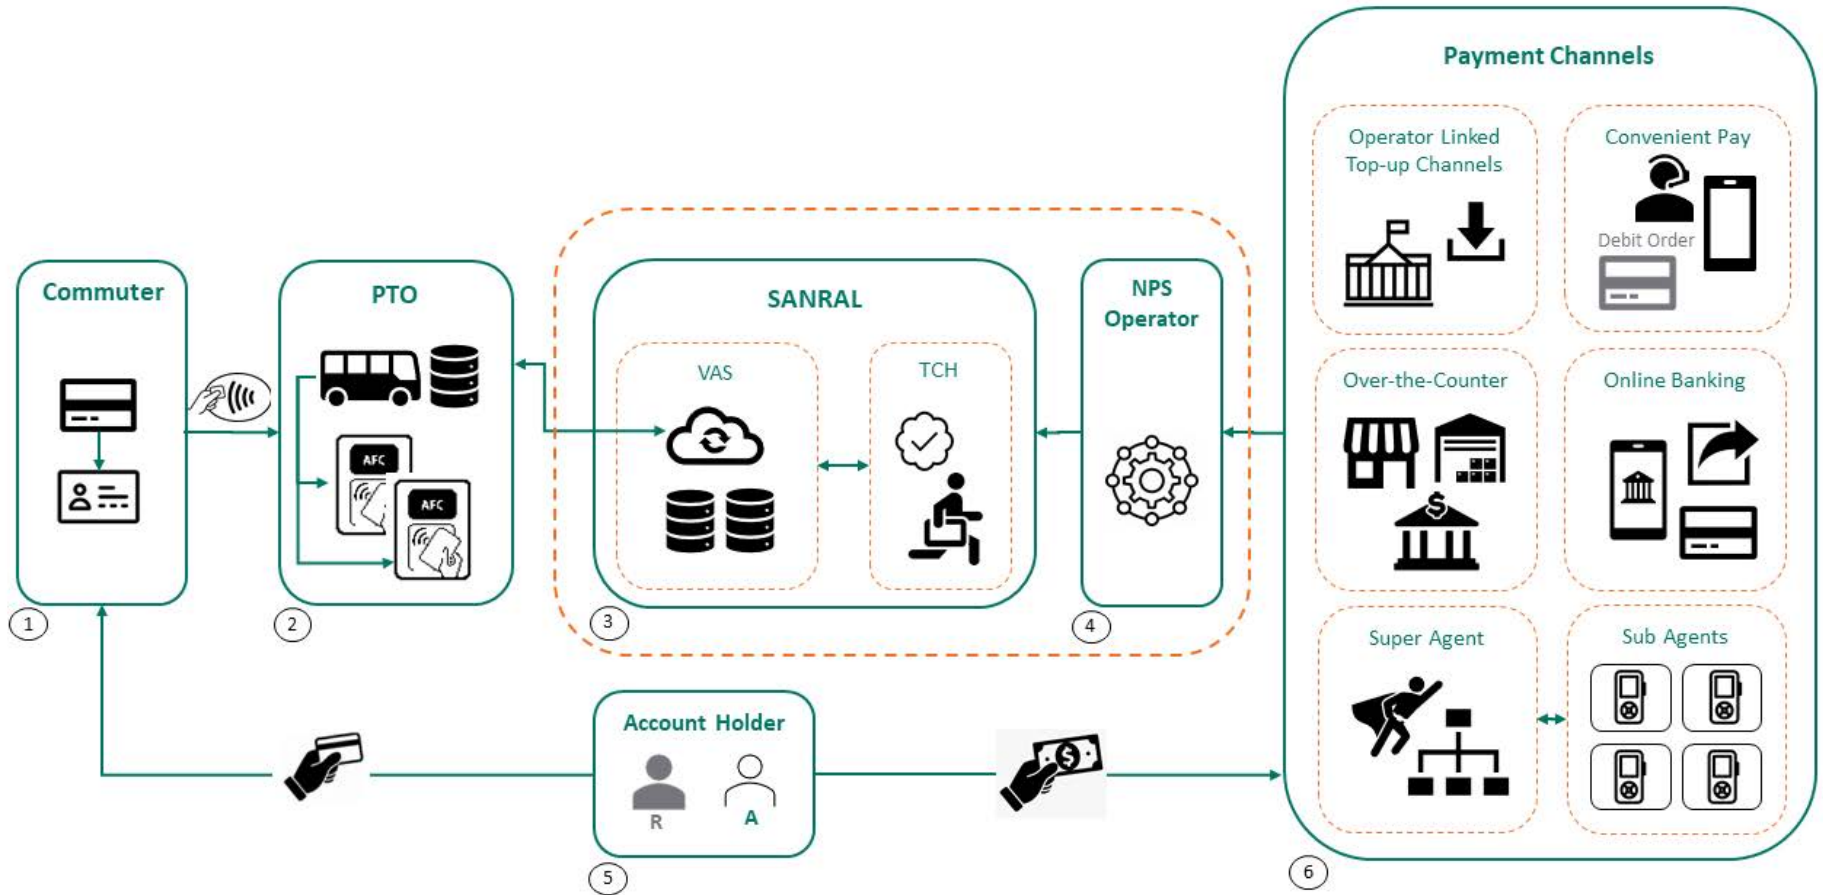 Payment Channels
Operator Linked
Top-up Channels
Convenient Pay
Debit Order
Commuter
PTO
AFC
AFC
SANRAL
VAS
TCH
NPS
Operator
Over-the-Counter
$
Online Banking
1
2
3
4
Super Agent
Sub Agents
Account Holder
R
A
$
5
6